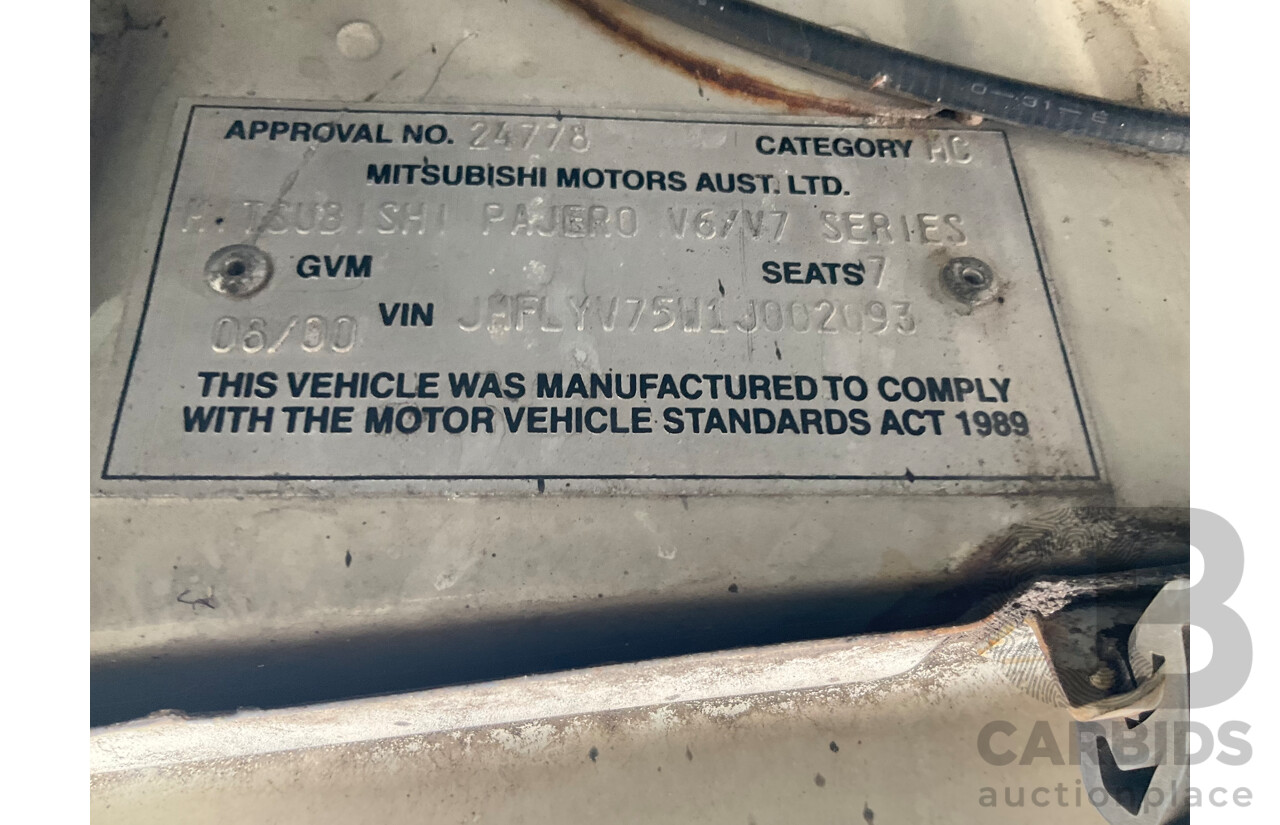 APPROVAL NO. 24778 CATEGORY MC
MITSUBISHI MOTORS AUST. LTD.
MITSUBISHI PAJERO V6/V7 SERIES
GVM SEATS 7
06/00 VIN JMFLYV75W1J002093
THIS VEHICLE WAS MANUFACTURED TO COMPLY
WITH THE MOTOR VEHICLE STANDARDS ACT 1989
CARBIDS
auctionplace